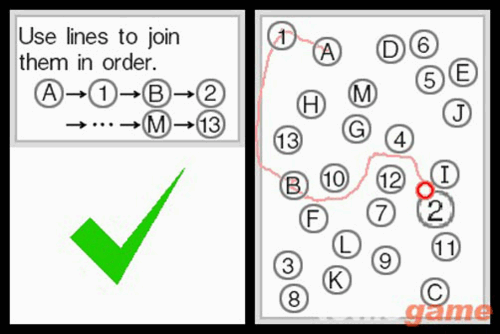 Use lines to join
them in order.
A→1→B→2
→···→M→13
1
A
D
6
5
E
H
M
J
G
13
4
B
10
12
I
2
F
7
L
11
3
9
K
8
C
game